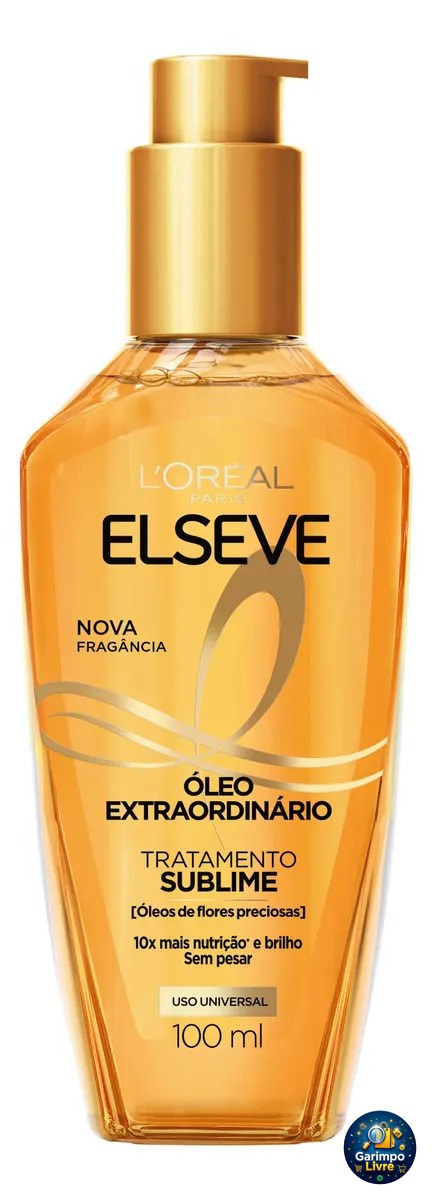 L'ORÉAL
PARIS
ELSEVE
NOVA
FRAGÂNCIA
ÓLEO
EXTRAORDINÁRIO
TRATAMENTO
SUBLIME
[Óleos de flores preciosas]
10x mais nutrição* e brilho
Sem pesar
USO UNIVERSAL
100 ml
Garimpo
Livre